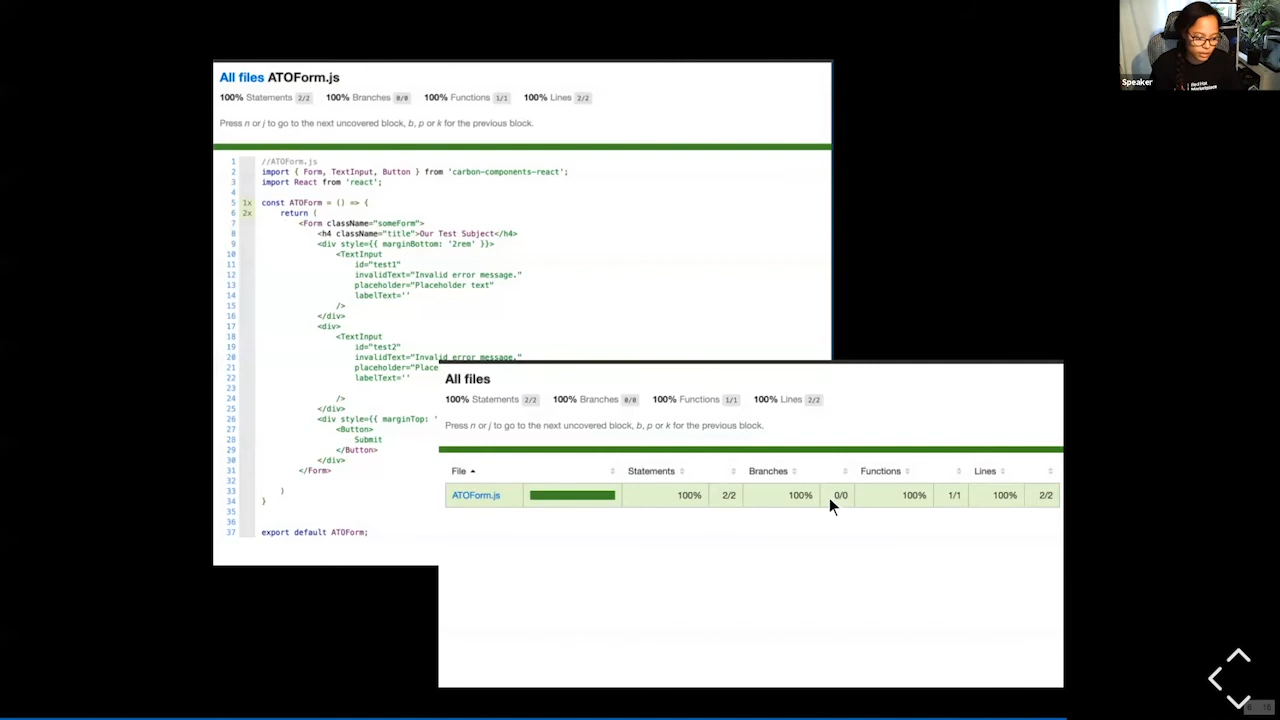 All files ATOForm.js
100% Statements 2/2 100% Branches 0/0 100% Functions 1/1 100% Lines 2/2
Press n or j to go to the next uncovered block, b, p or k for the previous block.
1 //ATOForm.js
2 import { Form, TextInput, Button } from 'carbon-components-react';
3 import React from 'react';
4
5 1x const ATOForm = () => {
6 2x return (
7 <Form className="someForm">
8 <h4 className="title">Our Test Subject</h4>
9 <div style={{ marginBottom: '2rem' }}>
10 <TextInput
11 id="test1"
12 invalidText="Invalid error message."
13 placeholder="Placeholder text"
14 labelText=''
15 />
16 </div>
17 <div>
18 <TextInput
19 id="test2"
20 invalidText="Invalid error message."
21 placeholder="Place
22 labelText=''
23
24 />
25 </div>
26 <div style={{ marginTop: '
27 <Button>
28 Submit
29 </Button>
30 </div>
31 </Form>
32
33 )
34 }
35
36
37 export default ATOForm;
All files
100% Statements 2/2 100% Branches 0/0 100% Functions 1/1 100% Lines 2/2
Press n or j to go to the next uncovered block, b, p or k for the previous block.
File Statements Branches Functions Lines
ATOForm.js 100% 2/2 100% 0/0 100% 1/1 100% 2/2
Speaker
Red Hat
Marketplace
6 16